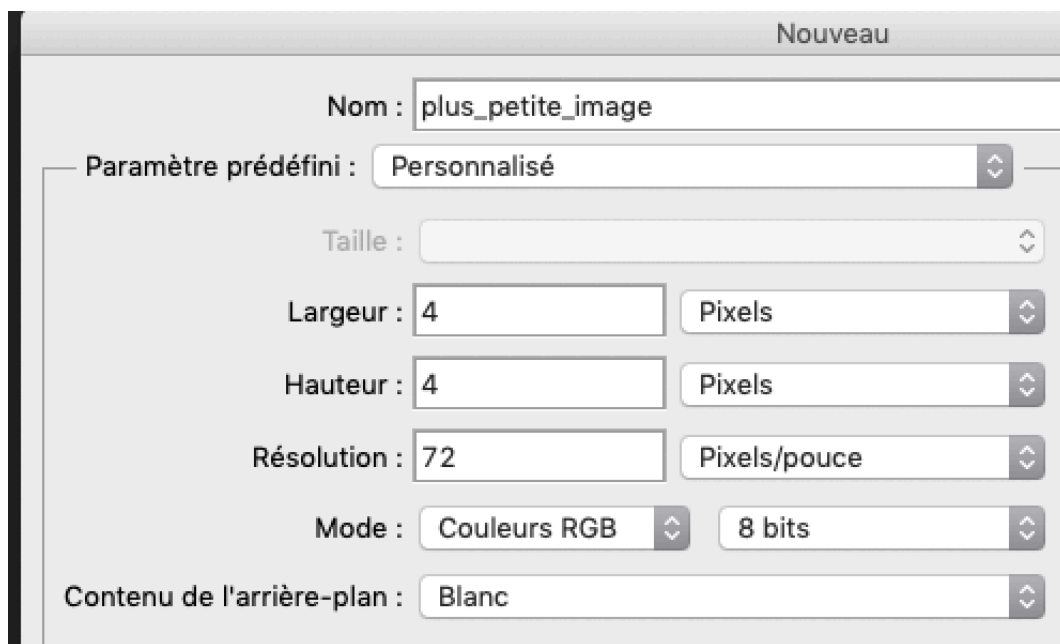 Nouveau
Nom : plus_petite_image
Paramètre prédéfini : Personnalisé
Taille :
Largeur : 4 Pixels
Hauteur : 4 Pixels
Résolution : 72 Pixels/pouce
Mode : Couleurs RGB 8 bits
Contenu de l'arrière-plan : Blanc